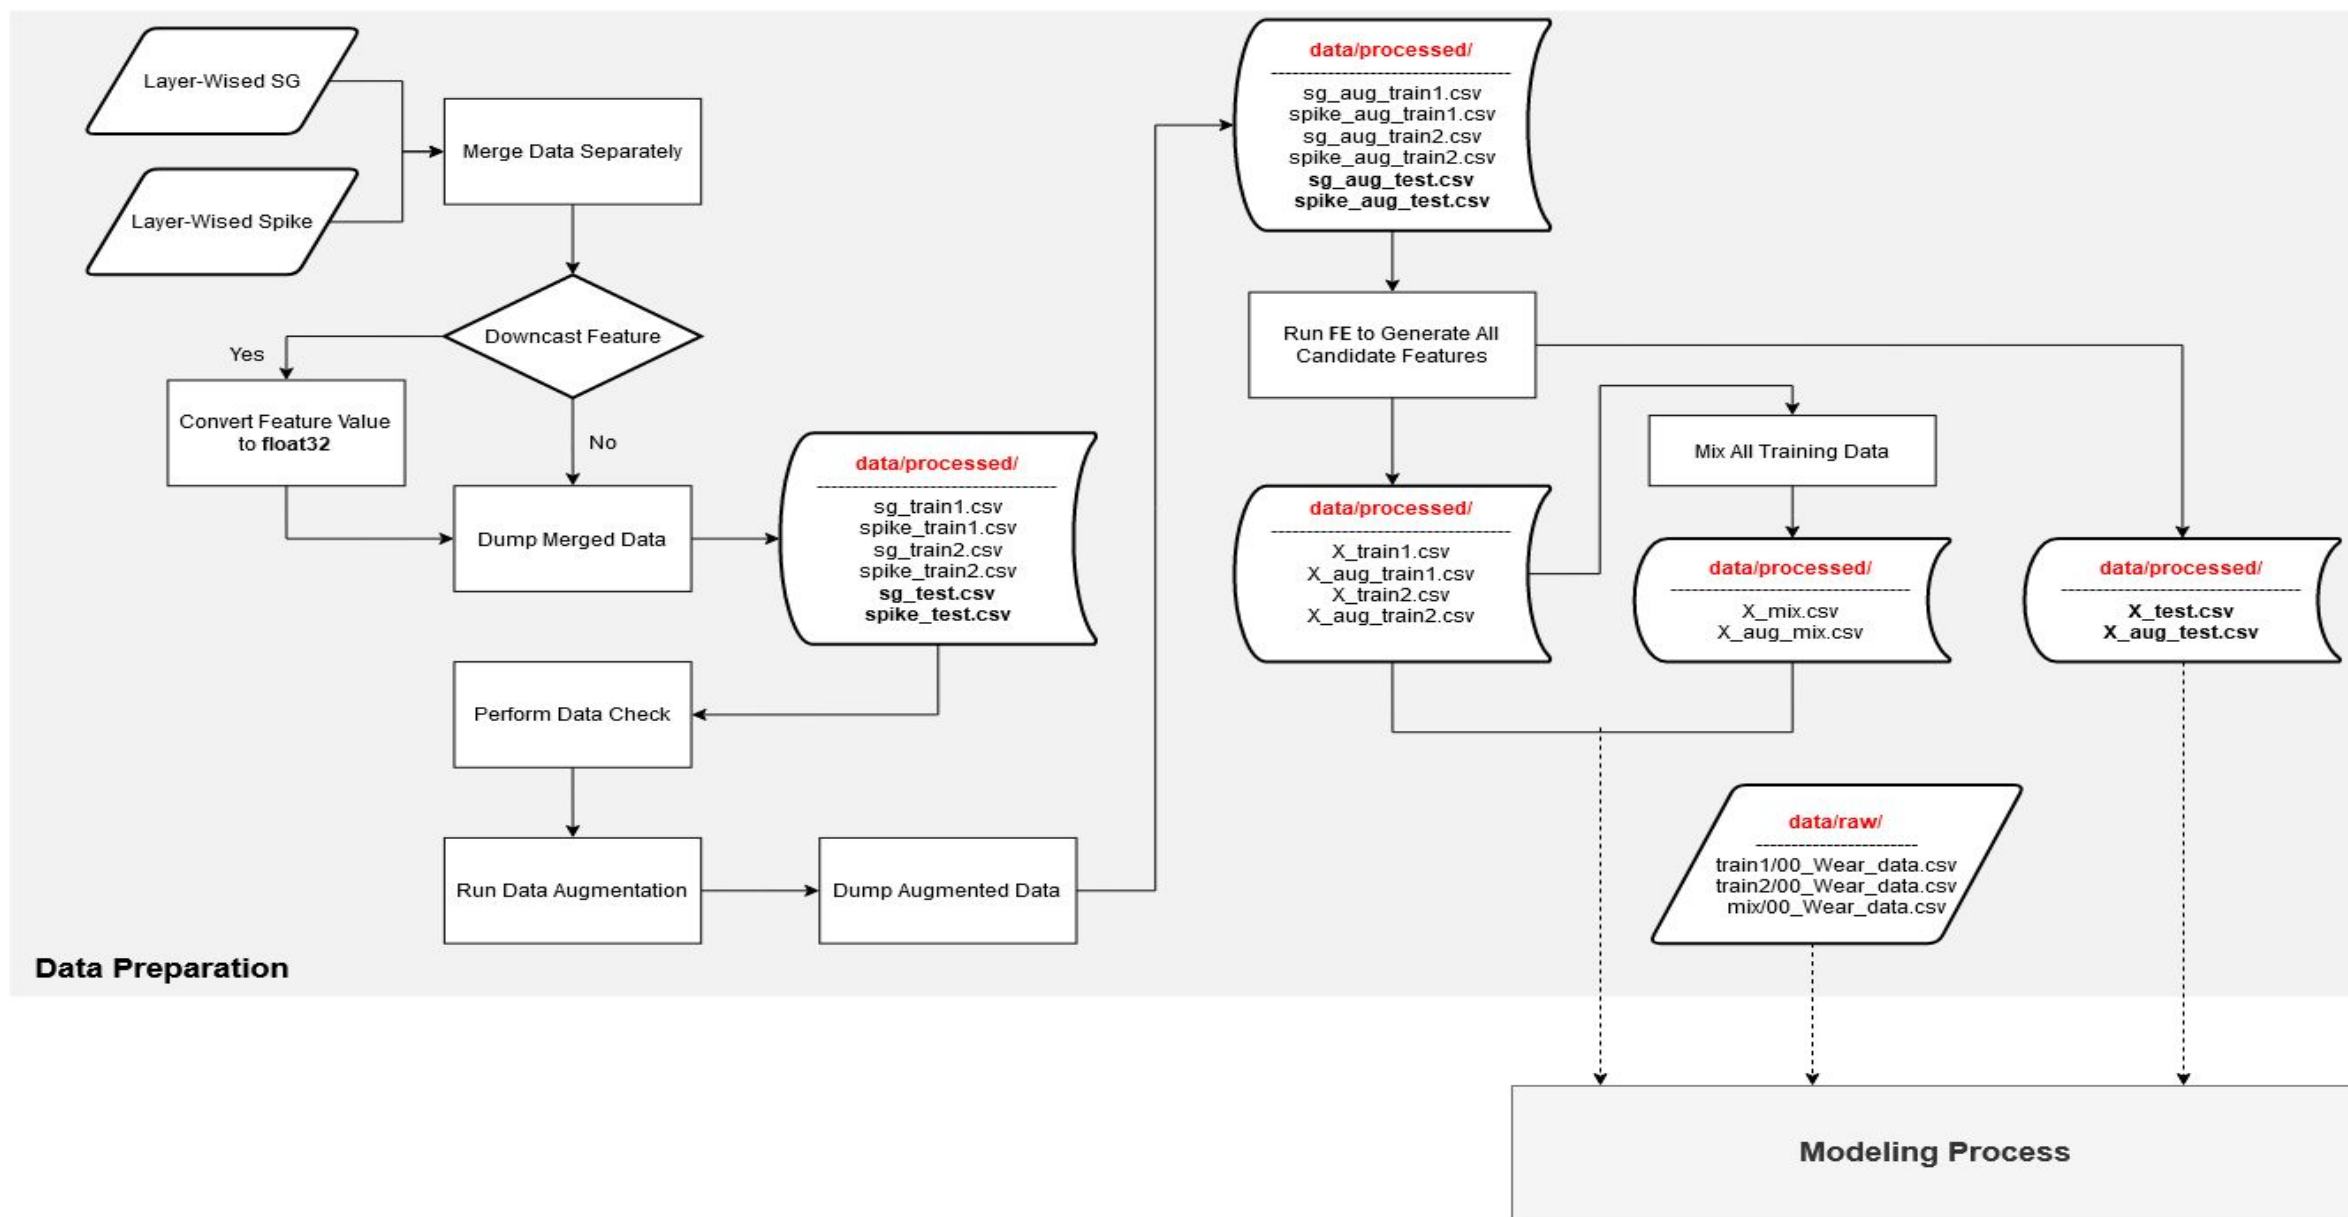 Layer-Wised SG
Layer-Wised Spike
Merge Data Separately
Downcast Feature
Yes
No
Convert Feature Value
to float32
Dump Merged Data
data/processed/
sg_train1.csv
spike_train1.csv
sg_train2.csv
spike_train2.csv
sg_test.csv
spike_test.csv
Perform Data Check
Run Data Augmentation
Dump Augmented Data
data/processed/
sg_aug_train1.csv
spike_aug_train1.csv
sg_aug_train2.csv
spike_aug_train2.csv
sg_aug_test.csv
spike_aug_test.csv
Run FE to Generate All
Candidate Features
data/processed/
X_train1.csv
X_aug_train1.csv
X_train2.csv
X_aug_train2.csv
Mix All Training Data
data/processed/
X_mix.csv
X_aug_mix.csv
data/processed/
X_test.csv
X_aug_test.csv
data/raw/
train1/00_Wear_data.csv
train2/00_Wear_data.csv
mix/00_Wear_data.csv
Data Preparation
Modeling Process